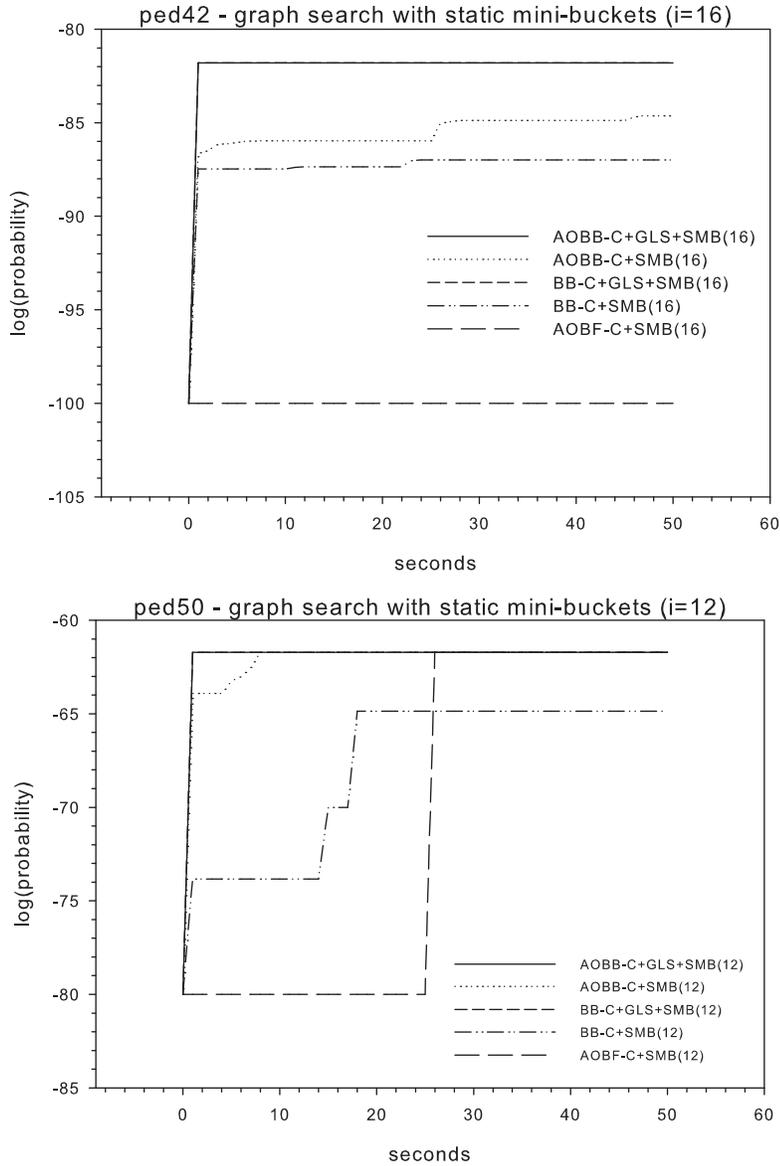 ped42 - graph search with static mini-buckets (i=16)
-80
-85
-90
-95
-100
-105
log(probability)
AOBB-C+GLS+SMB(16)
AOBB-C+SMB(16)
BB-C+GLS+SMB(16)
BB-C+SMB(16)
AOBF-C+SMB(16)
0 10 20 30 40 50 60
seconds
ped50 - graph search with static mini-buckets (i=12)
-60
-65
-70
-75
-80
-85
log(probability)
AOBB-C+GLS+SMB(12)
AOBB-C+SMB(12)
BB-C+GLS+SMB(12)
BB-C+SMB(12)
AOBF-C+SMB(12)
0 10 20 30 40 50 60
seconds